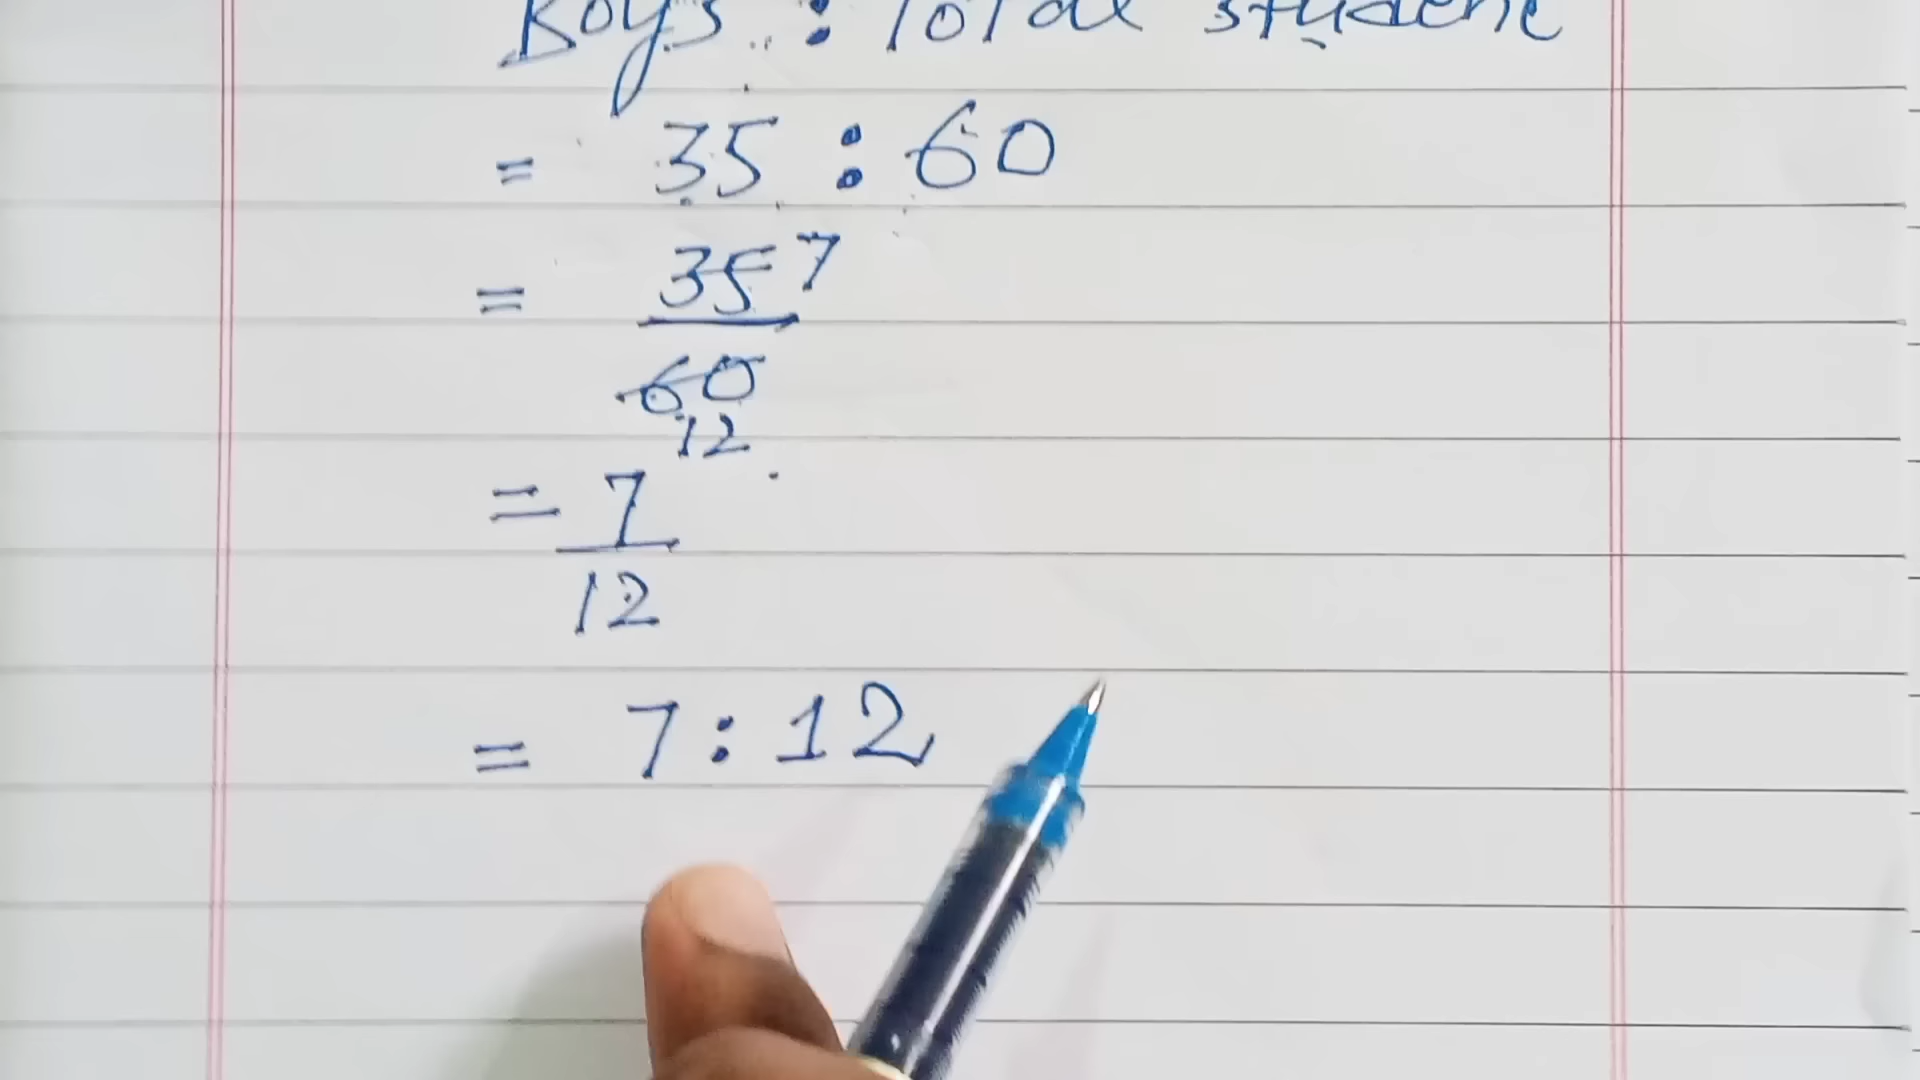 Boys : Total student
= 35 : 60
= 35 7
60
12
= 7
12
= 7 : 12